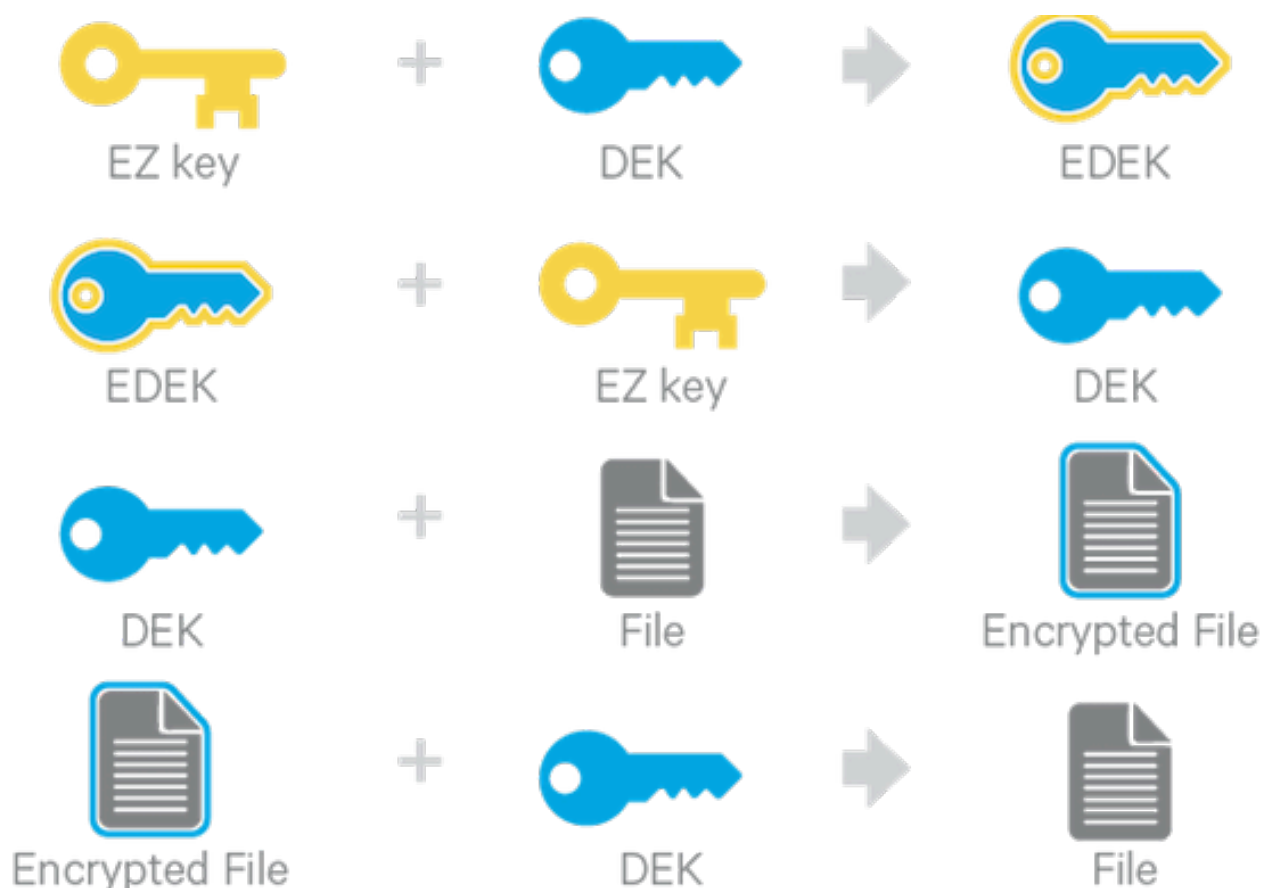 EZ key + DEK EDEK
EDEK + EZ key DEK
DEK + File Encrypted File
Encrypted File + DEK File